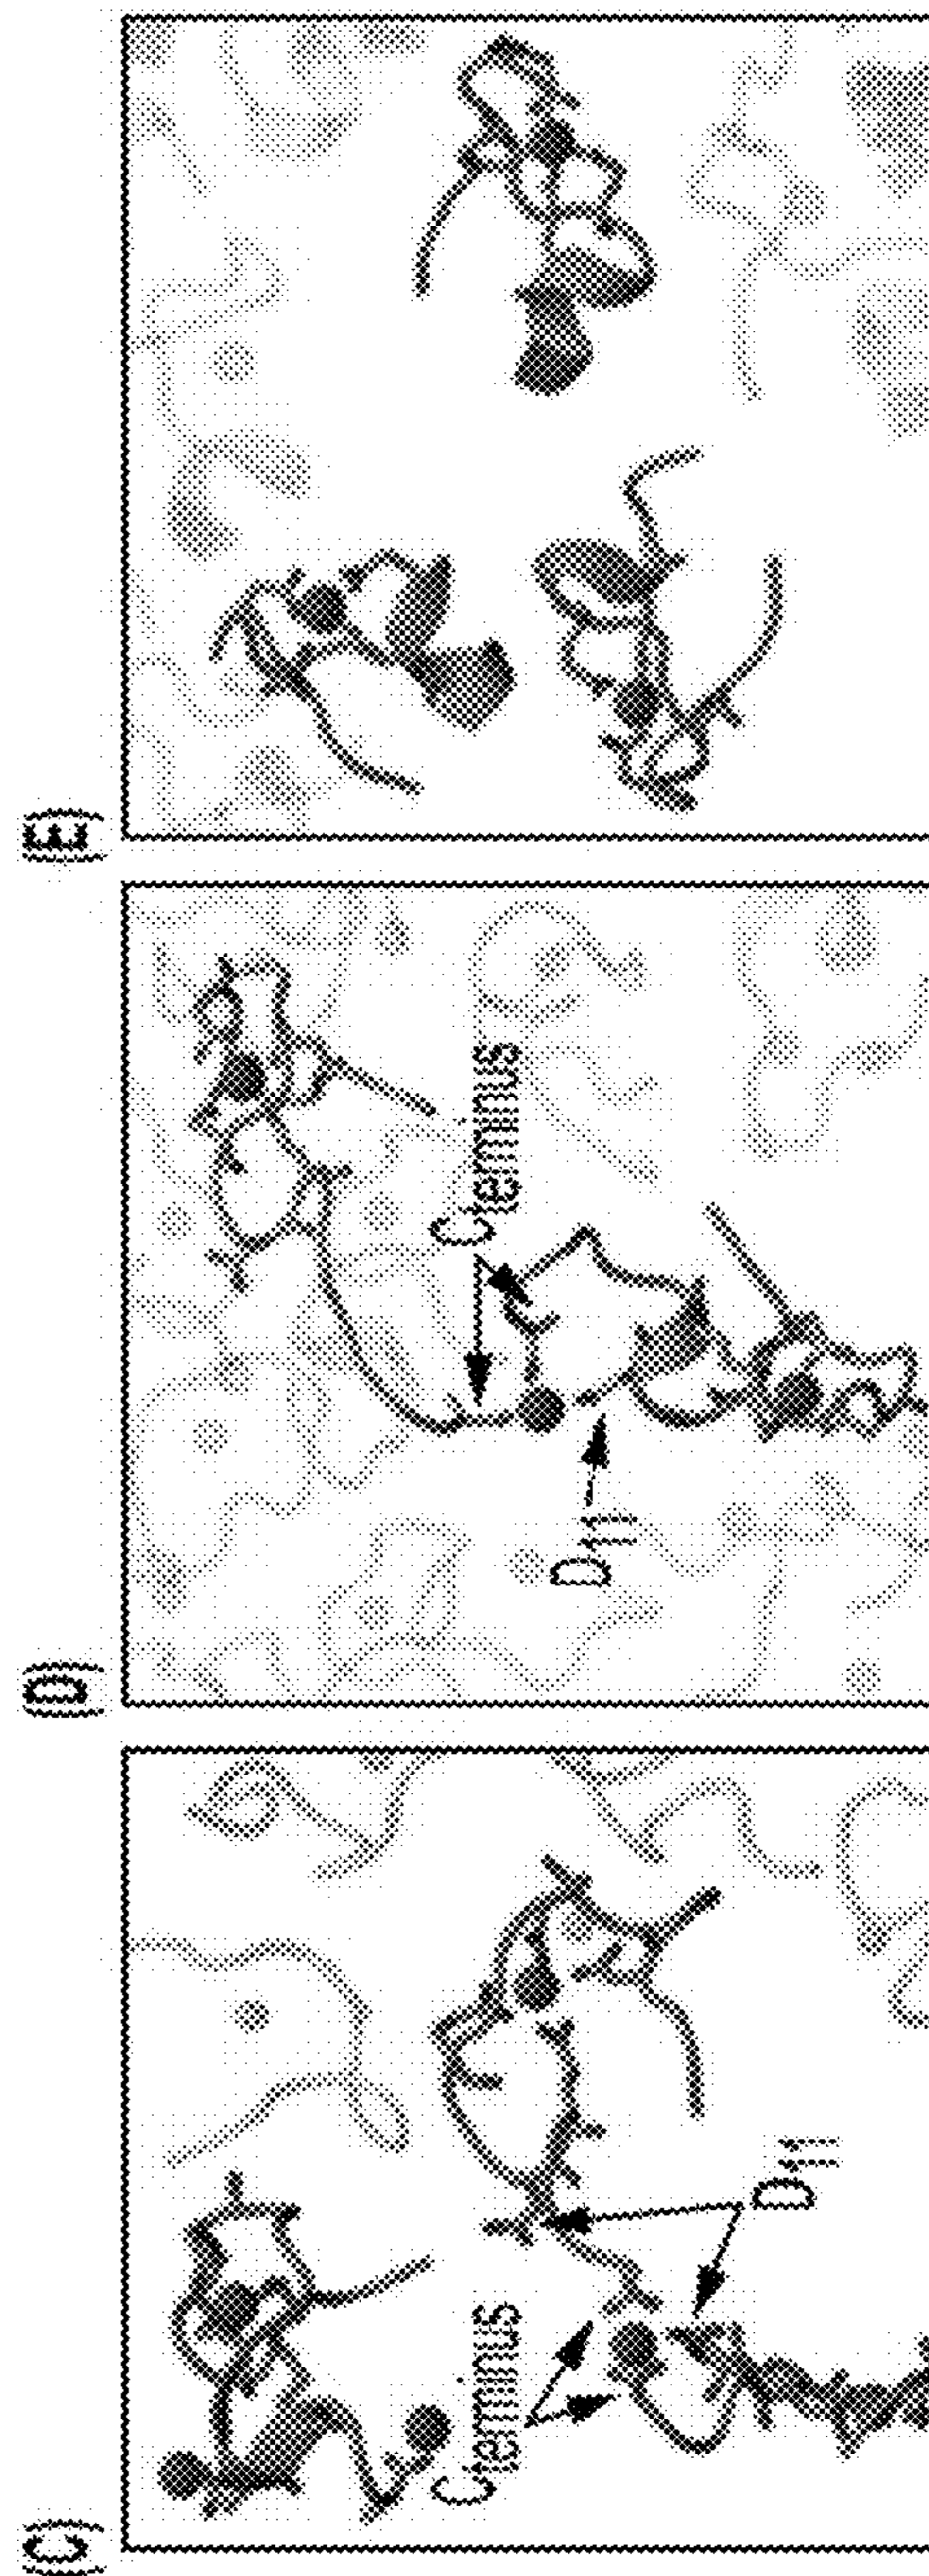 (C)
C terminus
D11
(D)
C terminus
D11
(E)